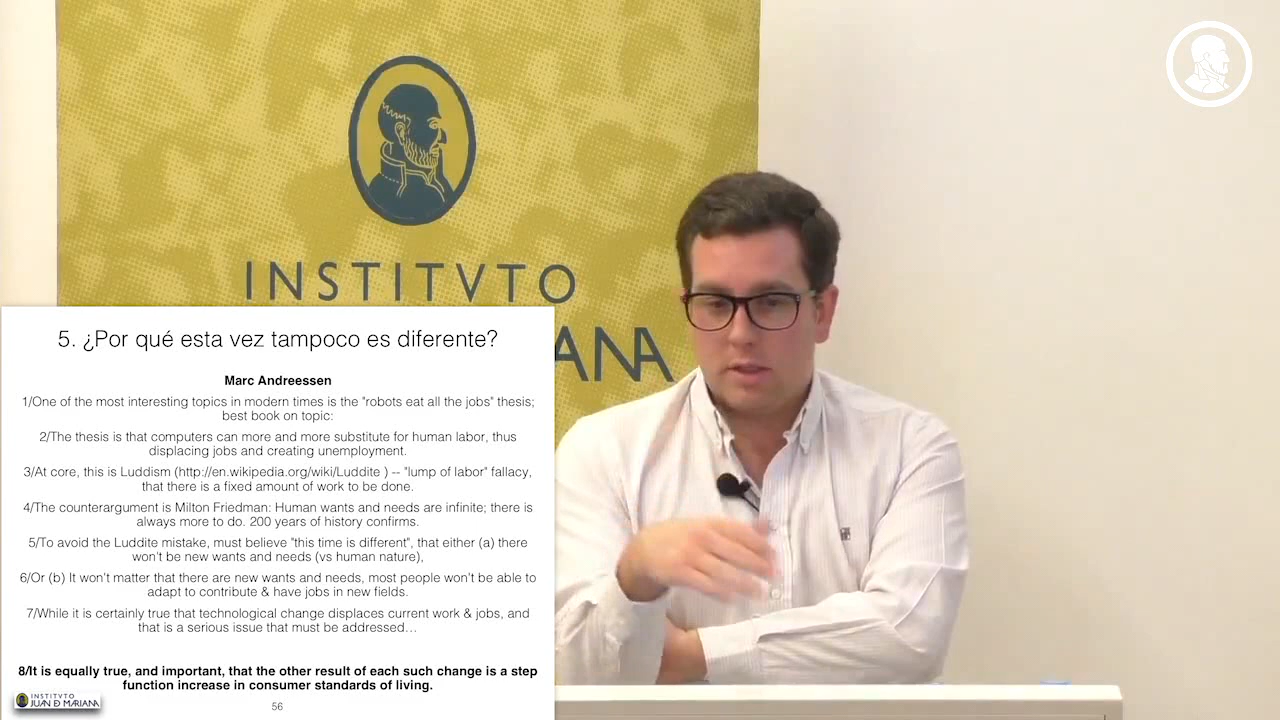 INSTITVTO
ANA
5. ¿Por qué esta vez tampoco es diferente?
Marc Andreessen
1/One of the most interesting topics in modern times is the "robots eat all the jobs" thesis;
best book on topic:
2/The thesis is that computers can more and more substitute for human labor, thus
displacing jobs and creating unemployment.
3/At core, this is Luddism (http://en.wikipedia.org/wiki/Luddite ) -- "lump of labor" fallacy,
that there is a fixed amount of work to be done.
4/The counterargument is Milton Friedman: Human wants and needs are infinite; there is
always more to do. 200 years of history confirms.
5/To avoid the Luddite mistake, must believe "this time is different", that either (a) there
won't be new wants and needs (vs human nature),
6/Or (b) It won't matter that there are new wants and needs, most people won't be able to
adapt to contribute & have jobs in new fields.
7/While it is certainly true that technological change displaces current work & jobs, and
that is a serious issue that must be addressed…
8/It is equally true, and important, that the other result of each such change is a step
function increase in consumer standards of living.
INSTITVTO
JUAN DE MARIANA
56